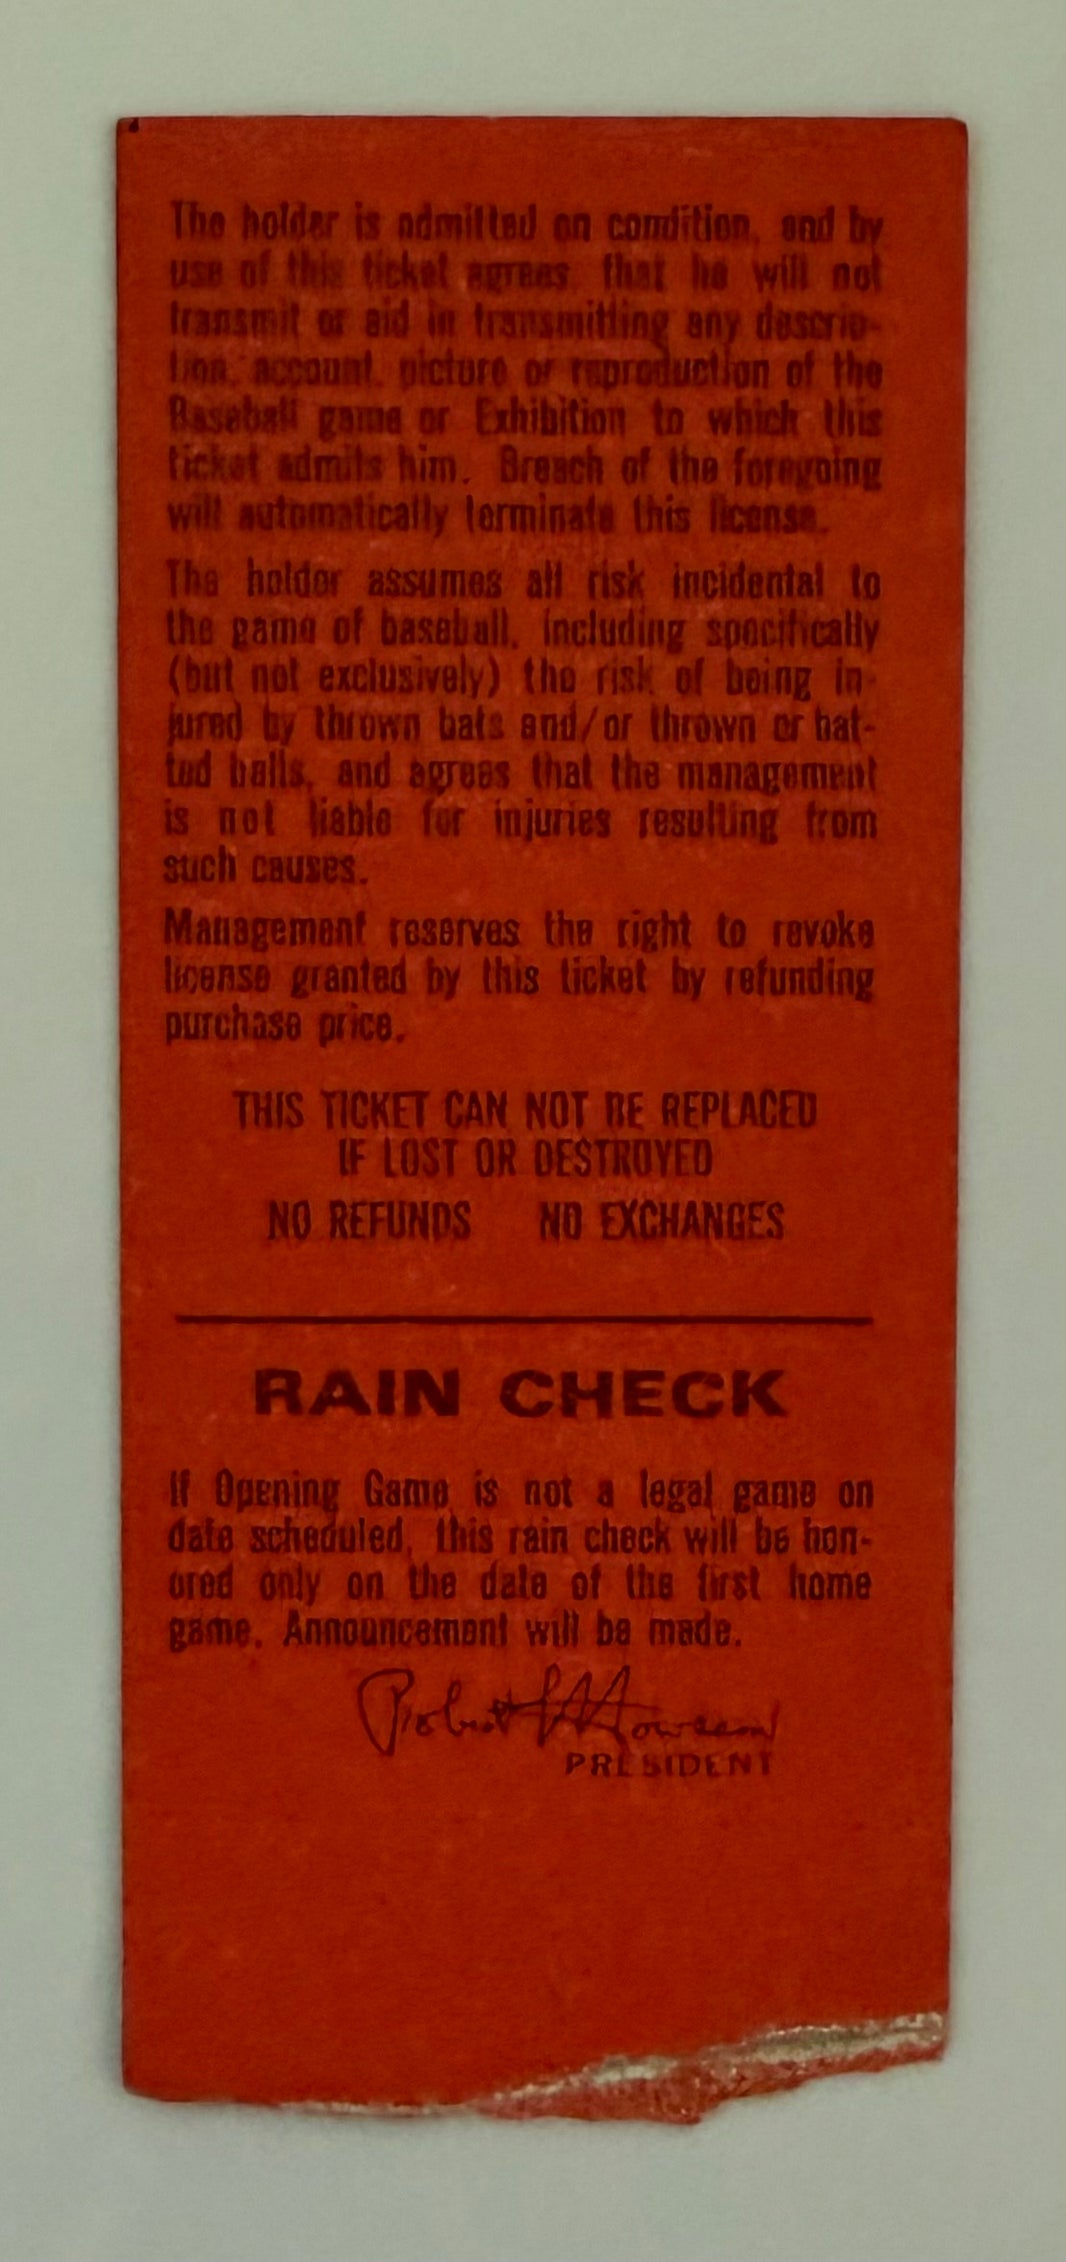 The holder is admitted on condition, and by
use of this ticket agrees, that he will not
transmit or aid in transmitting any descrip-
tion, account, picture or reproduction of the
Baseball game or Exhibition to which this
ticket admits him. Breach of the foregoing
will automatically terminate this license.
The holder assumes all risk incidental to
the game of baseball, including specifically
(but not exclusively) the risk of being in-
jured by thrown bats and/or thrown or bat-
ted balls, and agrees that the management
is not liable for injuries resulting from
such causes.
Management reserves the right to revoke
license granted by this ticket by refunding
purchase price.
THIS TICKET CAN NOT BE REPLACED
IF LOST OR DESTROYED
NO REFUNDS NO EXCHANGES
RAIN CHECK
If Opening Game is not a legal game on
date scheduled, this rain check will be hon-
ored only on the date of the first home
game. Announcement will be made.
Robert L Howsam
PRESIDENT